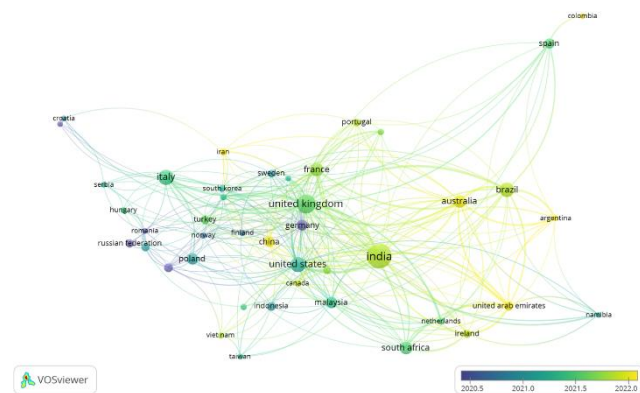 colombia
spain
croatia
portugal
iran
sweden
france
italy
south korea
serbia
brazil
united kingdom
australia
hungary
turkey
argentina
germany
romania
norway
finland
russian federation
china
india
poland
united states
canada
indonesia
malaysia
united arab emirates
namibia
netherlands
vietnam
ireland
south africa
taiwan
VOSviewer
2020.5 2021.0 2021.5 2022.0